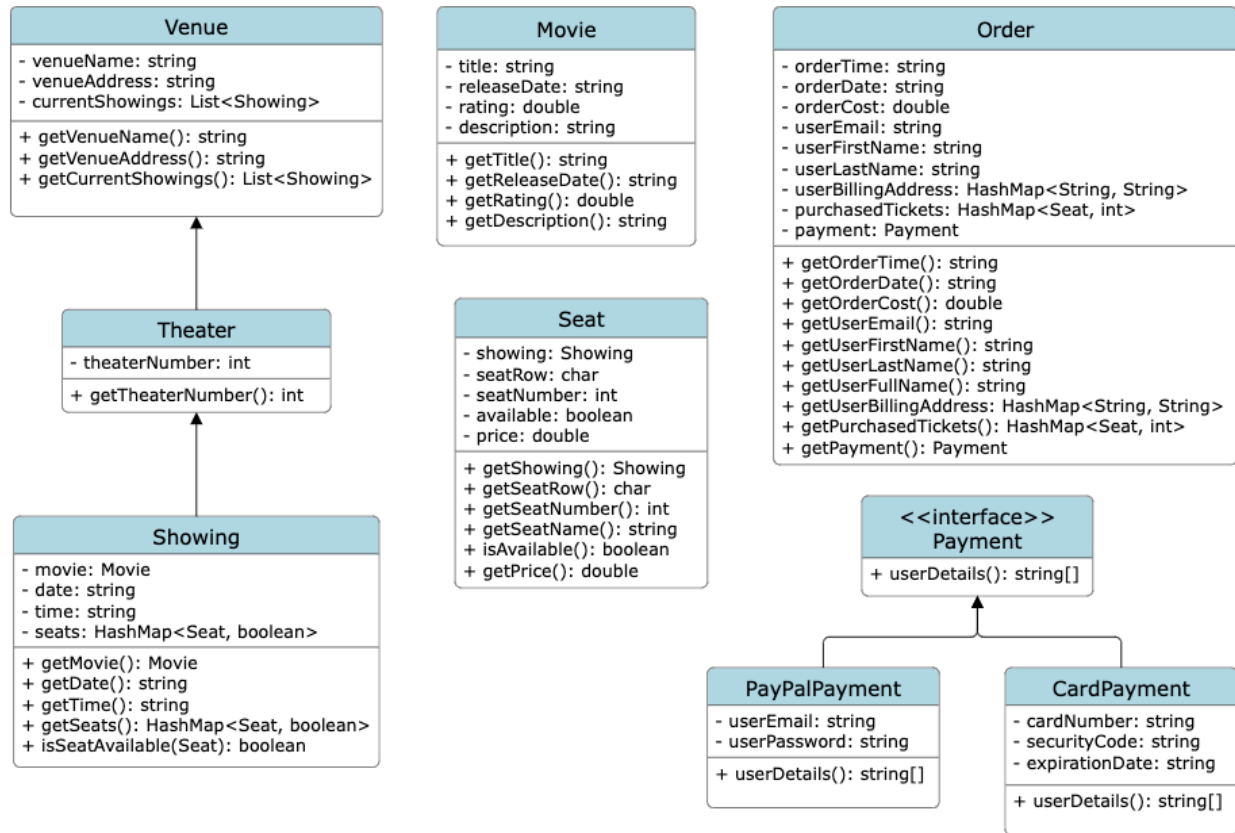 Venue
- venueName: string
- venueAddress: string
- currentShowings: List<Showing>
+ getVenueName(): string
+ getVenueAddress(): string
+ getCurrentShowings(): List<Showing>
Theater
- theaterNumber: int
+ getTheaterNumber(): int
Showing
- movie: Movie
- date: string
- time: string
- seats: HashMap<Seat, boolean>
+ getMovie(): Movie
+ getDate(): string
+ getTime(): string
+ getSeats(): HashMap<Seat, boolean>
+ isSeatAvailable(Seat): boolean
Movie
- title: string
- releaseDate: string
- rating: double
- description: string
+ getTitle(): string
+ getReleaseDate(): string
+ getRating(): double
+ getDescription(): string
Seat
- showing: Showing
- seatRow: char
- seatNumber: int
- available: boolean
- price: double
+ getShowing(): Showing
+ getSeatRow(): char
+ getSeatNumber(): int
+ getSeatName(): string
+ isAvailable(): boolean
+ getPrice(): double
Order
- orderTime: string
- orderDate: string
- orderCost: double
- userEmail: string
- userFirstName: string
- userLastName: string
- userBillingAddress: HashMap<String, String>
- purchasedTickets: HashMap<Seat, int>
- payment: Payment
+ getOrderTime(): string
+ getOrderDate(): string
+ getOrderCost(): double
+ getUserEmail(): string
+ getUserFirstName(): string
+ getUserLastName(): string
+ getUserFullName(): string
+ getUserBillingAddress: HashMap<String, String>
+ getPurchasedTickets(): HashMap<Seat, int>
+ getPayment(): Payment
<<interface>>
Payment
+ userDetails(): string[]
PayPalPayment
- userEmail: string
- userPassword: string
+ userDetails(): string[]
CardPayment
- cardNumber: string
- securityCode: string
- expirationDate: string
+ userDetails(): string[]